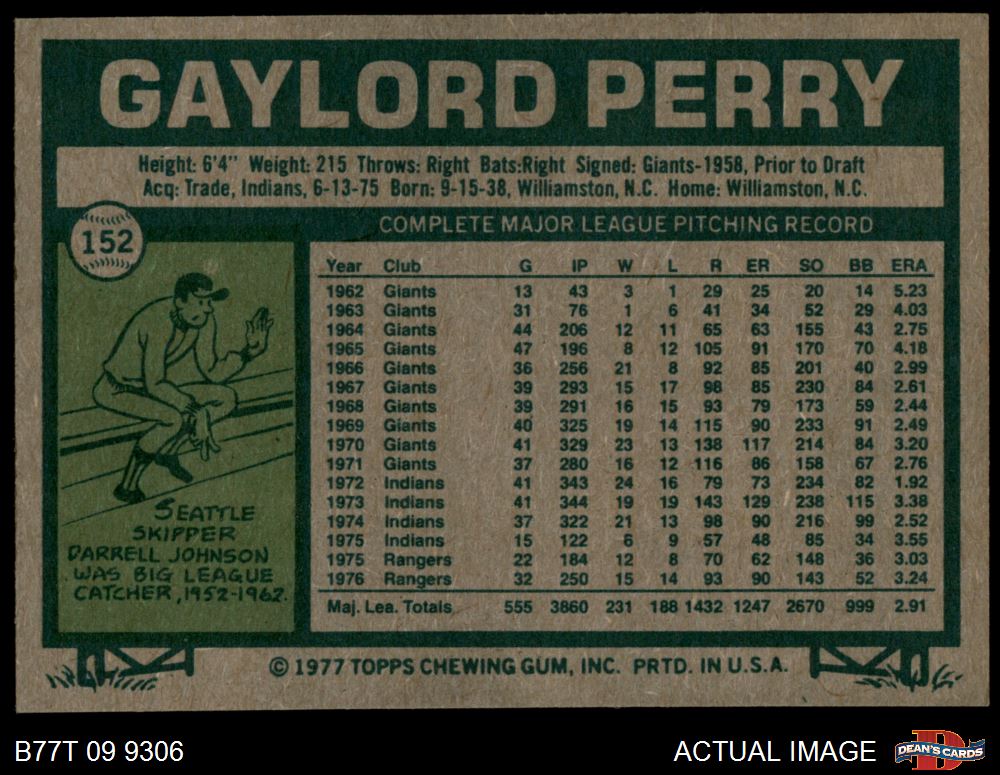 GAYLORD PERRY
Height: 6'4" Weight: 215 Throws: Right Bats:Right Signed: Giants-1958, Prior to Draft
Acq: Trade, Indians, 6-13-75 Born: 9-15-38, Williamston, N.C. Home: Williamston, N.C.
152
COMPLETE MAJOR LEAGUE PITCHING RECORD
Year Club G IP W L R ER SO BB ERA
1962 Giants 13 43 3 1 29 25 20 14 5.23
1963 Giants 31 76 1 6 41 34 52 29 4.03
1964 Giants 44 206 12 11 65 63 155 43 2.75
1965 Giants 47 196 8 12 105 91 170 70 4.18
1966 Giants 36 256 21 8 92 85 201 40 2.99
1967 Giants 39 293 15 17 98 85 230 84 2.61
1968 Giants 39 291 16 15 93 79 173 59 2.44
1969 Giants 40 325 19 14 115 90 233 91 2.49
1970 Giants 41 329 23 13 138 117 214 84 3.20
1971 Giants 37 280 16 12 116 86 158 67 2.76
1972 Indians 41 343 24 16 79 73 234 82 1.92
1973 Indians 41 344 19 19 143 129 238 115 3.38
1974 Indians 37 322 21 13 98 90 216 99 2.52
1975 Indians 15 122 6 9 57 48 85 34 3.55
1975 Rangers 22 184 12 8 70 62 148 36 3.03
1976 Rangers 32 250 15 14 93 90 143 52 3.24
Maj. Lea. Totals 555 3860 231 188 1432 1247 2670 999 2.91
SEATTLE
SKIPPER
DARRELL JOHNSON
WAS BIG LEAGUE
CATCHER, 1952-1962.
© 1977 TOPPS CHEWING GUM, INC. PRTD. IN U.S.A.
B77T 09 9306
ACTUAL IMAGE
D
DEAN'S CARDS